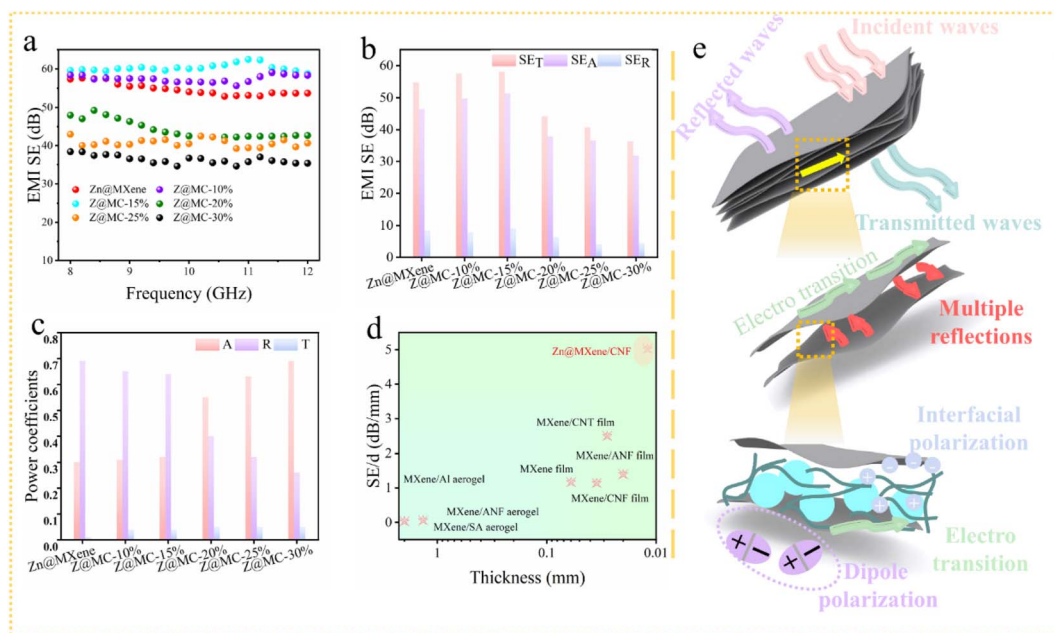 a
EMI SE (dB)
60
50
40
30
20
10
Zn@MXene
Z@MC-10%
Z@MC-15%
Z@MC-20%
Z@MC-25%
Z@MC-30%
8
9
10
11
12
Frequency (GHz)
b
SET
SEA
SER
EMI SE (dB)
60
50
40
30
20
10
0
Zn@MXene
Z@MC-10%
Z@MC-15%
Z@MC-20%
Z@MC-25%
Z@MC-30%
c
A
R
T
Power coefficients
0.8
0.7
0.6
0.5
0.4
0.3
0.2
0.1
0.0
Zn@MXene
Z@MC-10%
Z@MC-15%
Z@MC-20%
Z@MC-25%
Z@MC-30%
d
SE/d (dB/mm)
5
4
3
2
1
0
Zn@MXene/CNF
MXene/CNT film
MXene/ANF film
MXene film
MXene/CNF film
MXene/AI aerogel
MXene/ANF aerogel
MXene/SA aerogel
1
0.1
0.01
Thickness (mm)
e
Incident waves
Reflected waves
Transmitted waves
Electro transition
Multiple
reflections
Interfacial
polarization
Electro
transition
Dipole
polarization
+ −
+ −